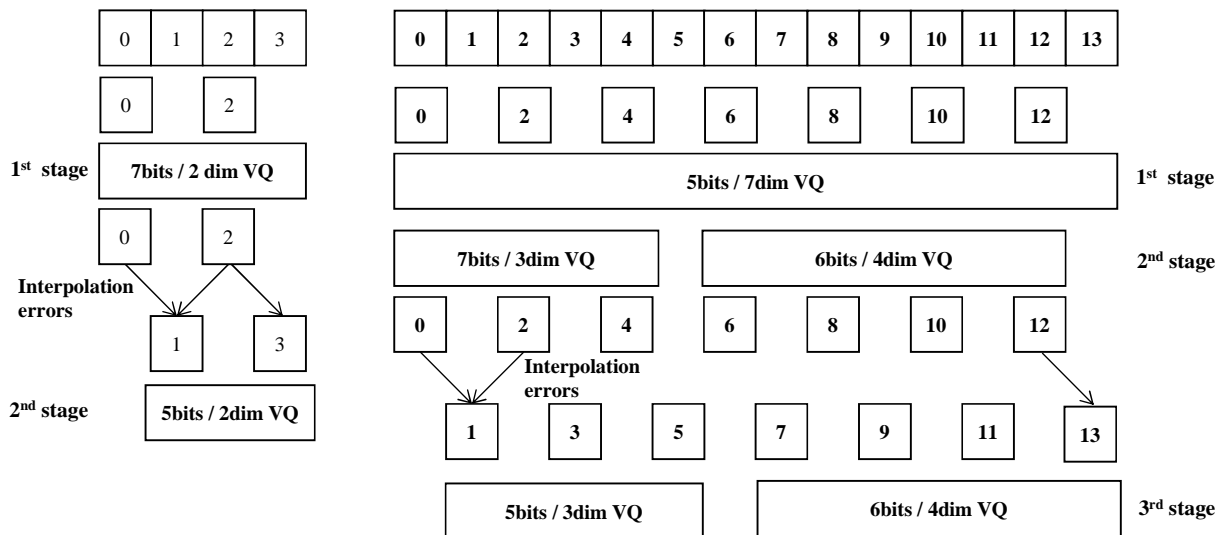 0 1 2 3
0 2
1st stage
7bits / 2 dim VQ
0 2
Interpolation
errors
1 3
2nd stage
5bits / 2dim VQ
0 1 2 3 4 5 6 7 8 9 10 11 12 13
0 2 4 6 8 10 12
5bits / 7dim VQ
1st stage
7bits / 3dim VQ
6bits / 4dim VQ
2nd stage
0 2 4 6 8 10 12
Interpolation
errors
1 3 5 7 9 11 13
5bits / 3dim VQ
6bits / 4dim VQ
3rd stage